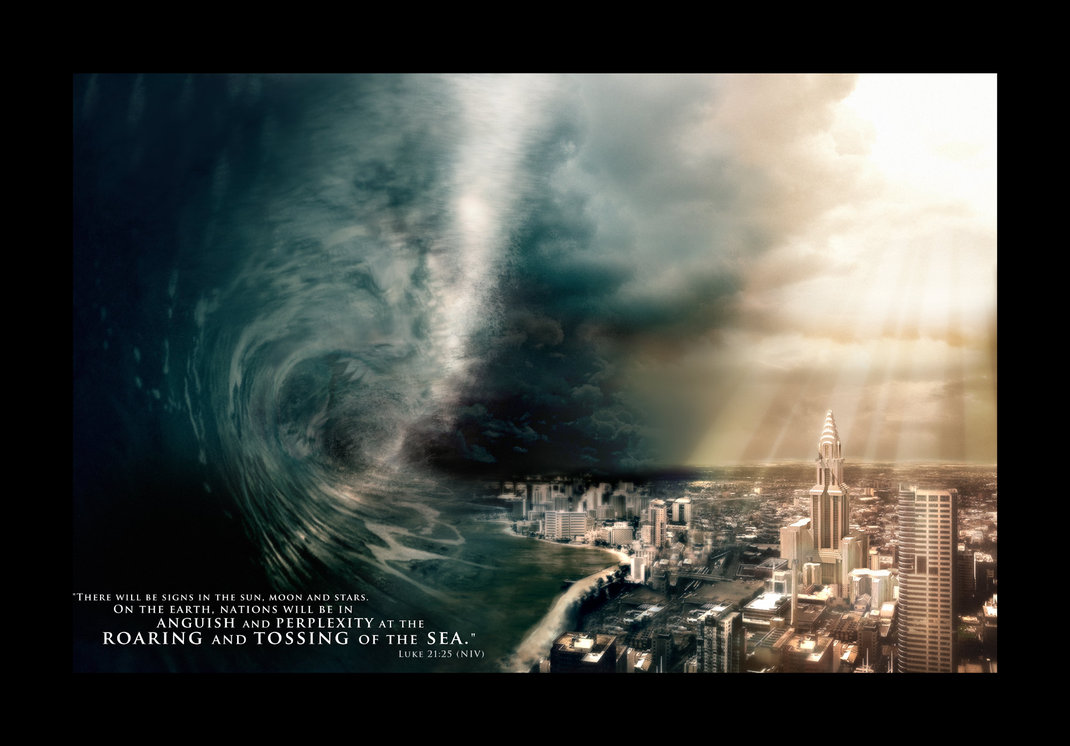 "There will be signs in the sun, moon and stars.
On the earth, nations will be in
anguish and perplexity at the
roaring and tossing of the sea."
Luke 21:25 (NIV)